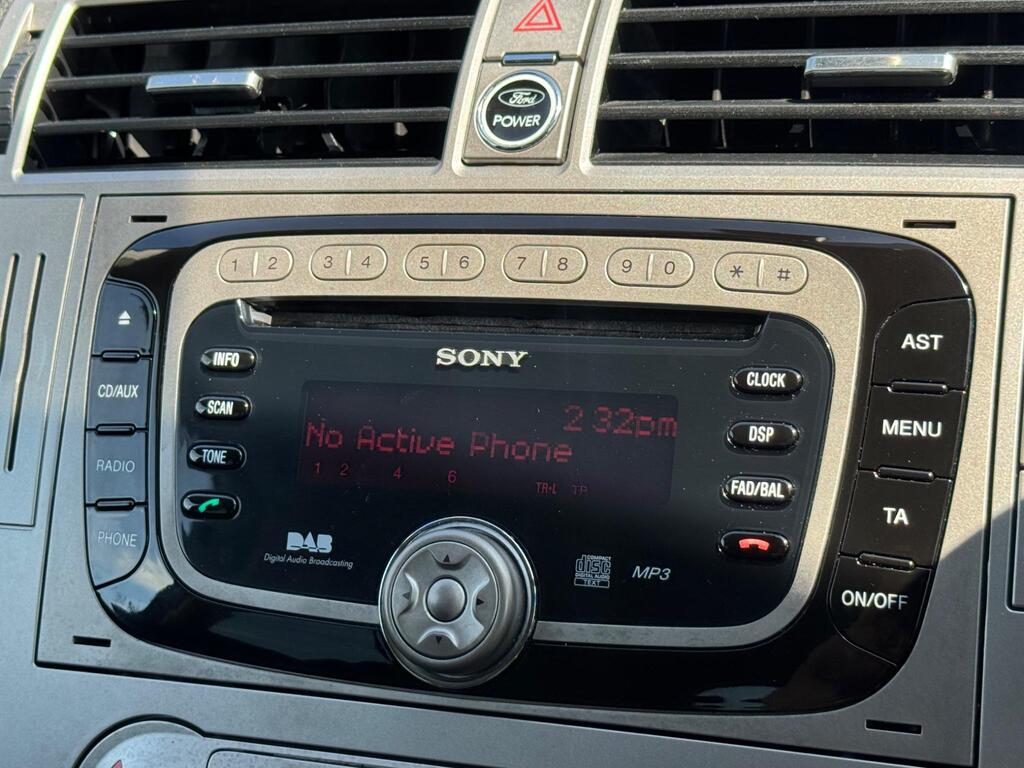 Ford
POWER
1 2 3 4 5 6 7 8 9 0 * #
SONY
INFO
SCAN
TONE
CD/AUX
RADIO
PHONE
2 32pm
No Active Phone
1 2 4 6
TP
CLOCK
DSP
FAD/BAL
AST
MENU
TA
ON/OFF
DAB
Digital Audio Broadcasting
COMPACT
disc
DIGITAL AUDIO
TEXT
MP3